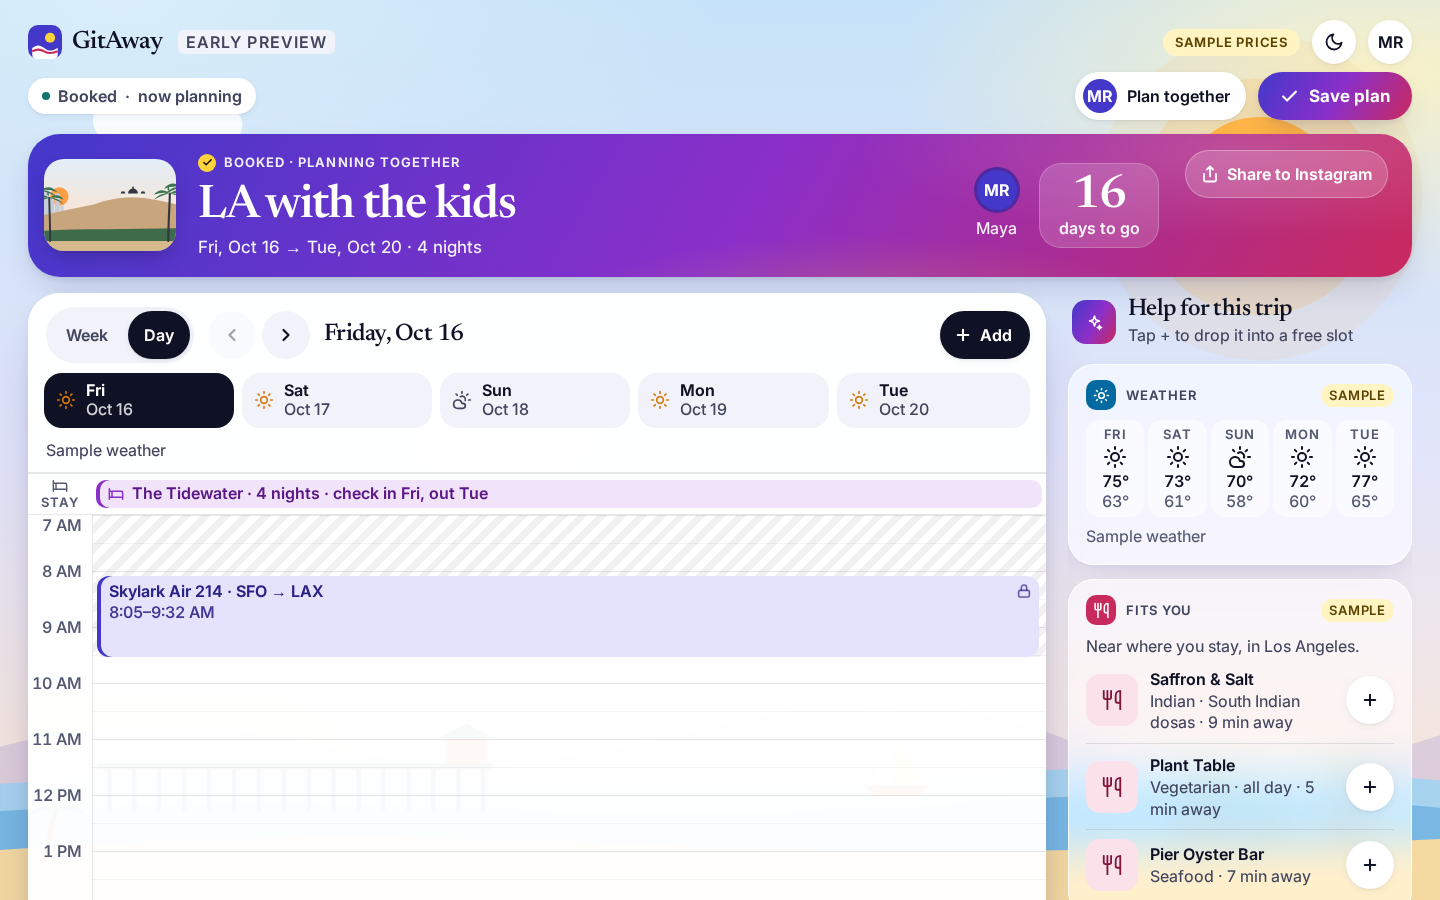 GitAway
EARLY PREVIEW
SAMPLE PRICES
MR
Booked · now planning
MR
Plan together
Save plan
BOOKED · PLANNING TOGETHER
LA with the kids
Fri, Oct 16 → Tue, Oct 20 · 4 nights
MR
Maya
16
days to go
Share to Instagram
Week
Day
Friday, Oct 16
Add
Fri
Oct 16
Sat
Oct 17
Sun
Oct 18
Mon
Oct 19
Tue
Oct 20
Sample weather
STAY
The Tidewater · 4 nights · check in Fri, out Tue
7 AM
8 AM
Skylark Air 214 · SFO → LAX
8:05–9:32 AM
9 AM
10 AM
11 AM
12 PM
1 PM
Help for this trip
Tap + to drop it into a free slot
WEATHER
SAMPLE
FRI
SAT
SUN
MON
TUE
75°
73°
70°
72°
77°
63°
61°
58°
60°
65°
Sample weather
FITS YOU
SAMPLE
Near where you stay, in Los Angeles.
Saffron & Salt
Indian · South Indian
dosas · 9 min away
Plant Table
Vegetarian · all day · 5
min away
Pier Oyster Bar
Seafood · 7 min away